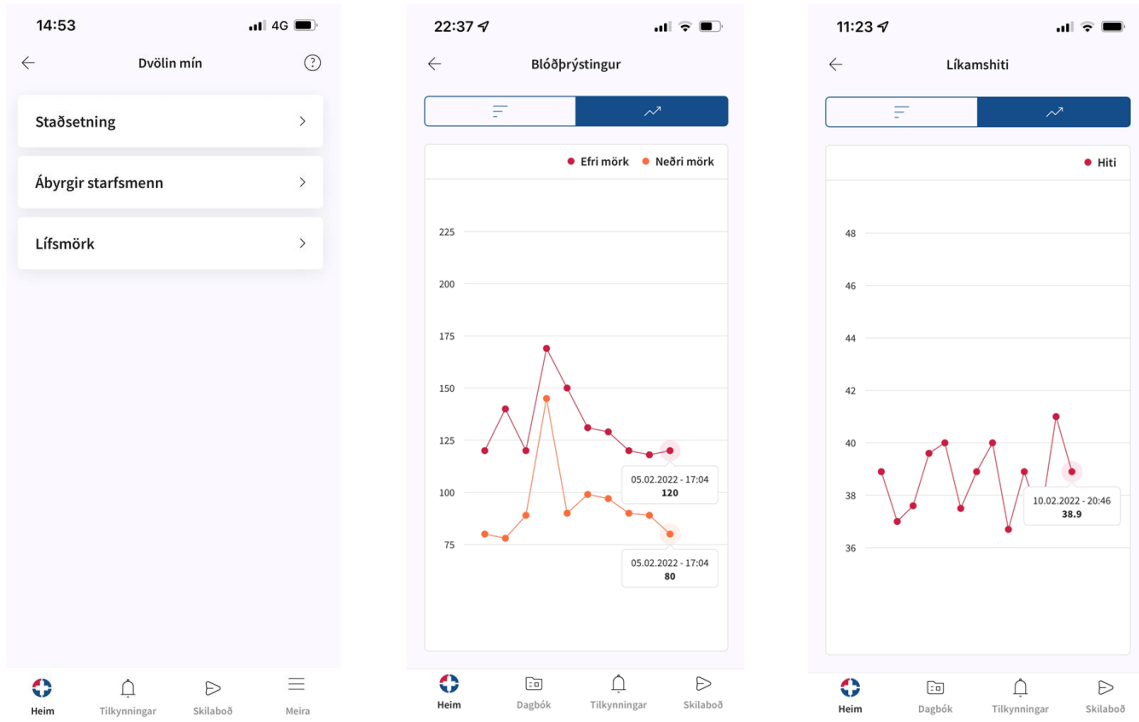 14:53
4G
Dvölin mín
?
Staðsetning
Ábyrgir starfsmenn
Lífsmörk
Heim
Tilkynningar
Skilaboð
Meira
22:37
Blóðþrýstingur
Efri mörk
Neðri mörk
225
200
175
150
125
100
75
05.02.2022 - 17:04
120
05.02.2022 - 17:04
80
Heim
Dagbók
Tilkynningar
Skilaboð
11:23
Líkamshiti
Hiti
48
46
44
42
40
38
36
10.02.2022 - 20:46
38.9
Heim
Dagbók
Tilkynningar
Skilaboð